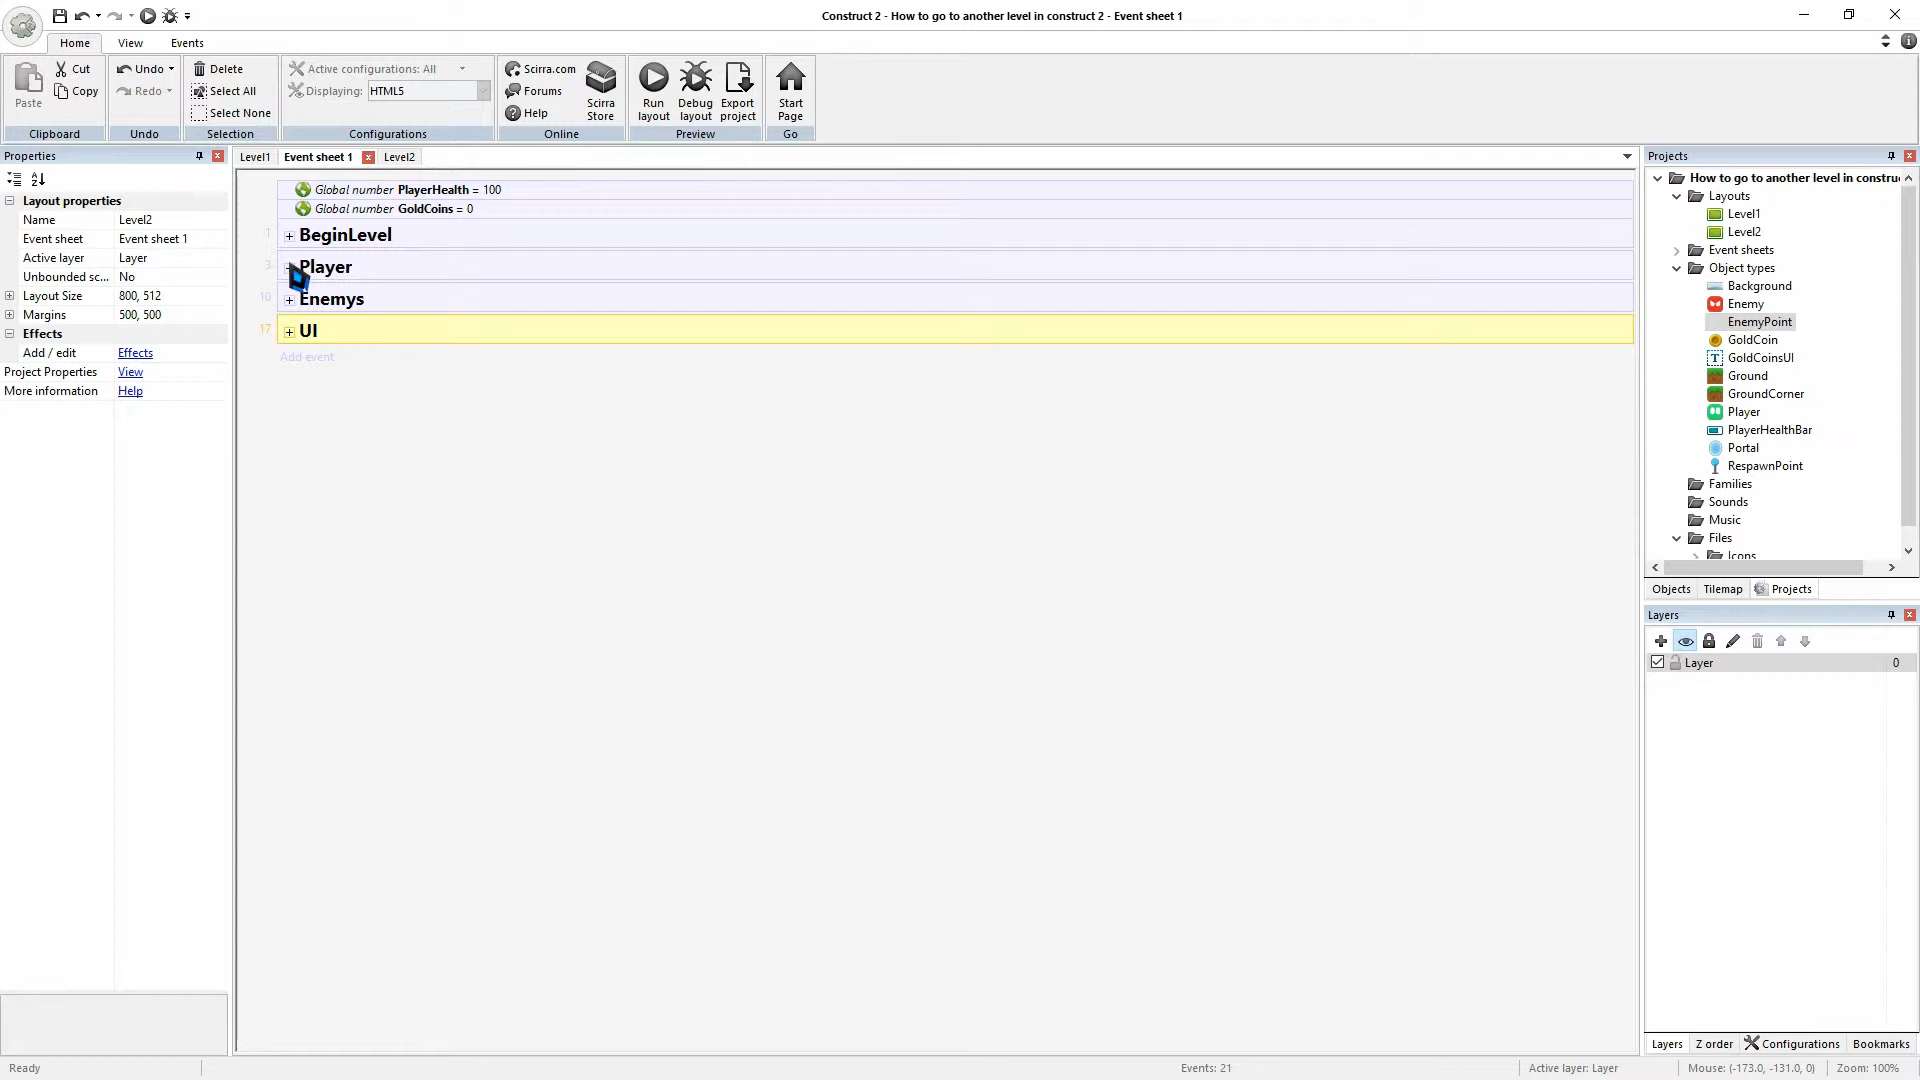 Construct 2 - How to go to another level in construct 2 - Event sheet 1
Home View Events
Paste
Cut
Copy
Clipboard
Undo
Redo
Undo
Delete
Select All
Select None
Selection
Active configurations: All
Displaying: HTML5
Configurations
Scirra.com
Forums
Help
Scirra Store
Online
Run layout
Debug layout
Export project
Preview
Start Page
Go
Properties
Layout properties
Name Level2
Event sheet Event sheet 1
Active layer Layer
Unbounded sc... No
Layout Size 800, 512
Margins 500, 500
Effects
Add / edit Effects
Project Properties View
More information Help
Level1 Event sheet 1 Level2
Global number PlayerHealth = 100
Global number GoldCoins = 0
1 BeginLevel
3 Player
10 Enemys
17 UI
Add event
Projects
How to go to another level in constru
Layouts
Level1
Level2
Event sheets
Object types
Background
Enemy
EnemyPoint
GoldCoin
GoldCoinsUI
Ground
GroundCorner
Player
PlayerHealthBar
Portal
RespawnPoint
Families
Sounds
Music
Files
Icons
Objects Tilemap Projects
Layers
Layer 0
Layers Z order Configurations Bookmarks
Ready Events: 21 Active layer: Layer Mouse: (-173.0, -131.0, 0) Zoom: 100%